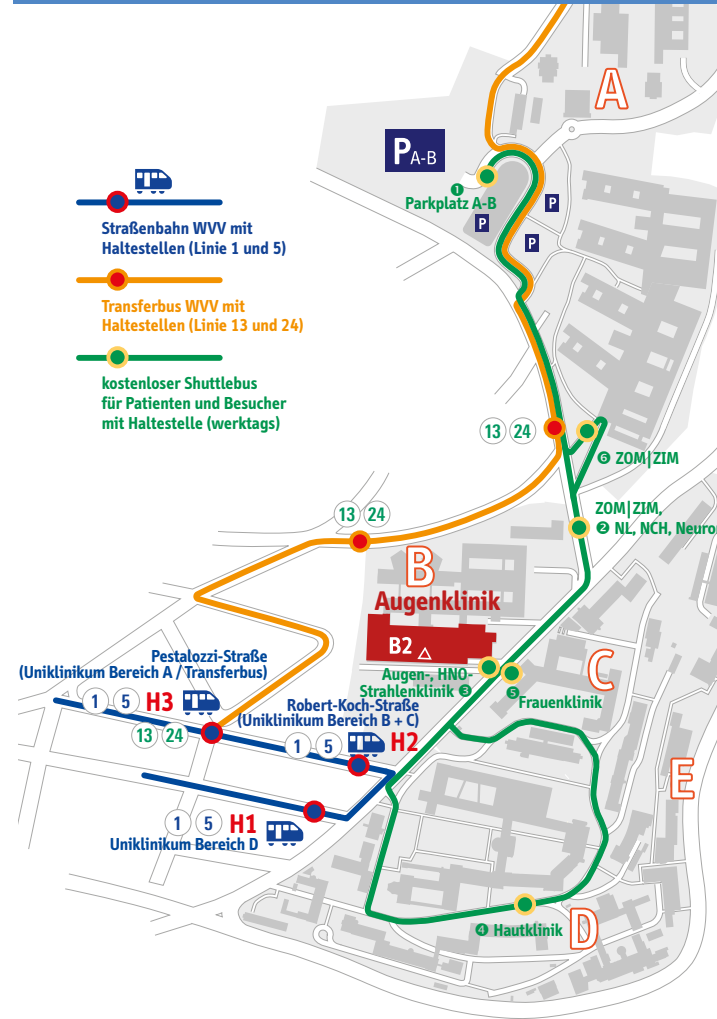 A
P A-B
❶
Parkplatz A-B
P
P
P
Straßenbahn WVV mit
Haltestellen (Linie 1 und 5)
Transferbus WVV mit
Haltestellen (Linie 13 und 24)
kostenloser Shuttlebus
für Patienten und Besucher
mit Haltestelle (werktags)
13 24
❻ ZOM|ZIM
ZOM|ZIM,
❷ NL, NCH, Neuro
13 24
B
Augenklinik
B2
C
Augen-, HNO-
Strahlenklinik ❸
❺
Frauenklinik
Pestalozzi-Straße
(Uniklinikum Bereich A / Transferbus)
1 5 H3
13 24
Robert-Koch-Straße
(Uniklinikum Bereich B + C)
1 5 H2
E
1 5 H1
Uniklinikum Bereich D
❹ Hautklinik
D